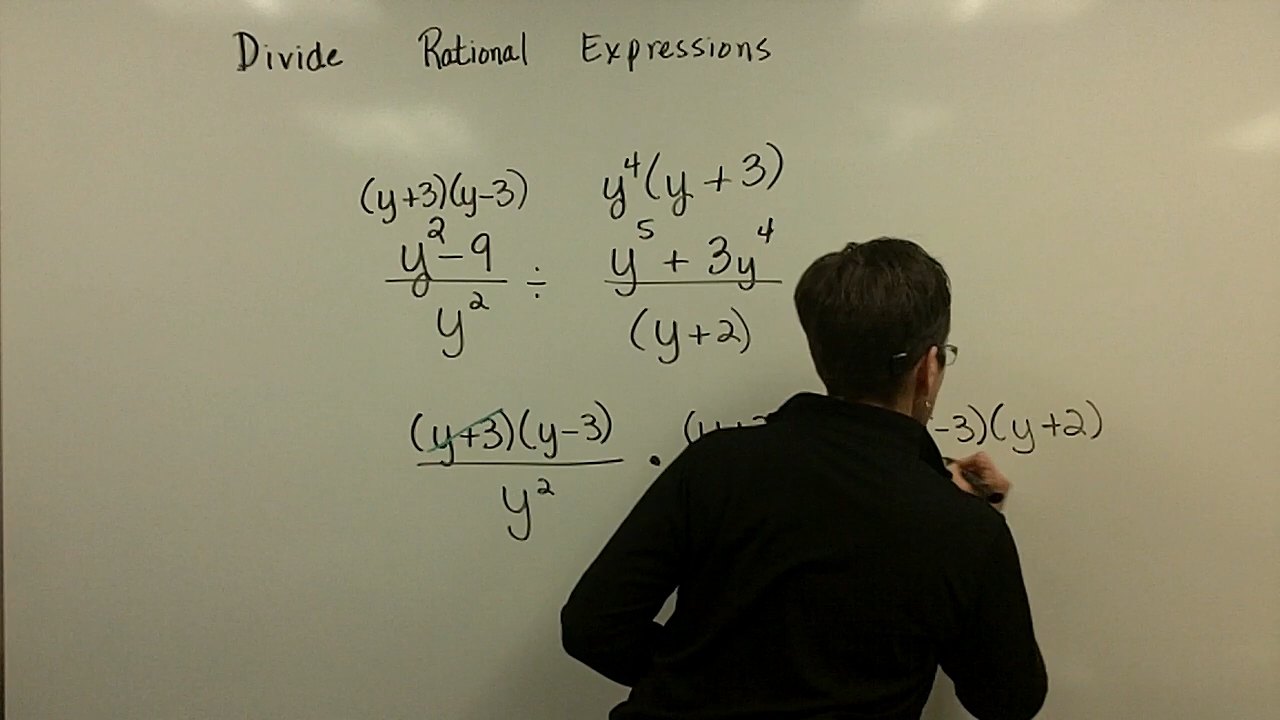 Divide Rational Expressions
(y+3)(y-3) y⁴(y+3)
y²-9 ÷ y⁵+3y⁴
y² (y+2)
(y+3)(y-3) · -3)(y+2)
y²